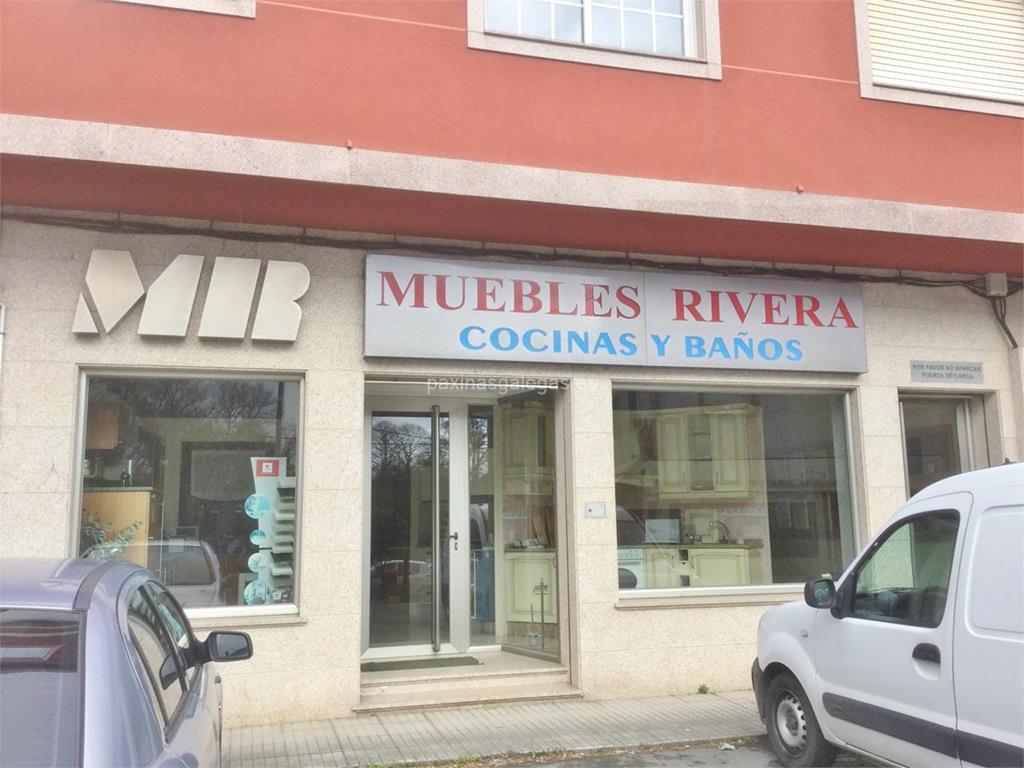 MR
MUEBLES RIVERA
COCINAS Y BAÑOS
POR FAVOR NO APARCAR
PUERTA DE CARGA
paxinasgalegas